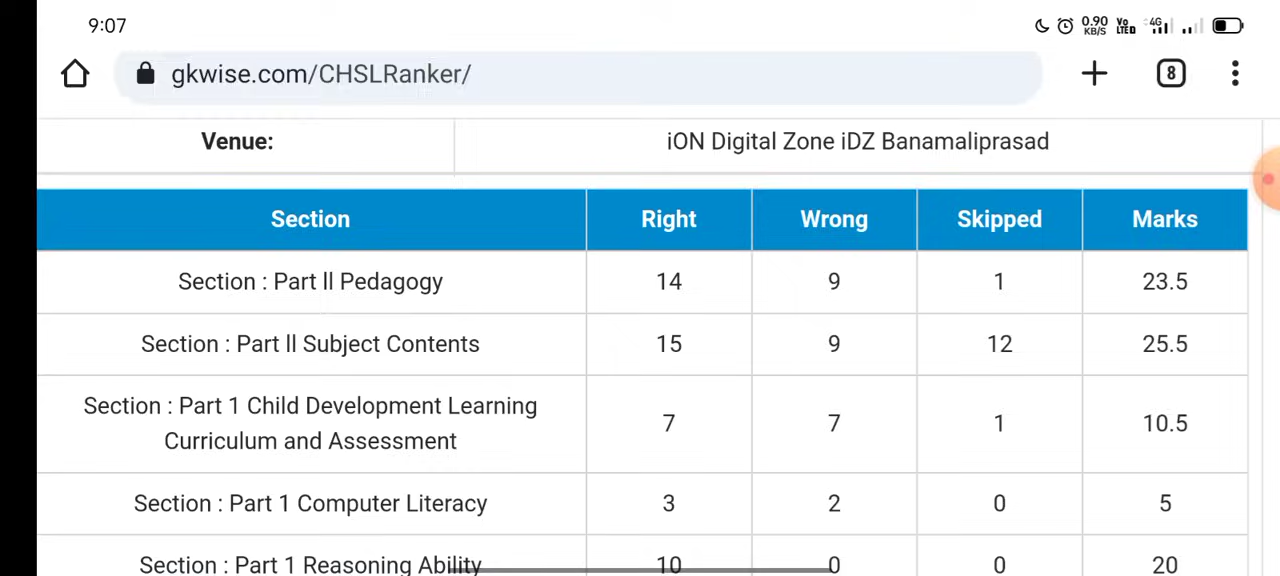 9:07 0.90 KB/S Vo LTE 4G
gkwise.com/CHSLRanker/ 8
Venue: iON Digital Zone iDZ Banamaliprasad
Section Right Wrong Skipped Marks
Section : Part ll Pedagogy 14 9 1 23.5
Section : Part ll Subject Contents 15 9 12 25.5
Section : Part 1 Child Development Learning
Curriculum and Assessment 7 7 1 10.5
Section : Part 1 Computer Literacy 3 2 0 5
Section : Part 1 Reasoning Ability 10 0 0 20